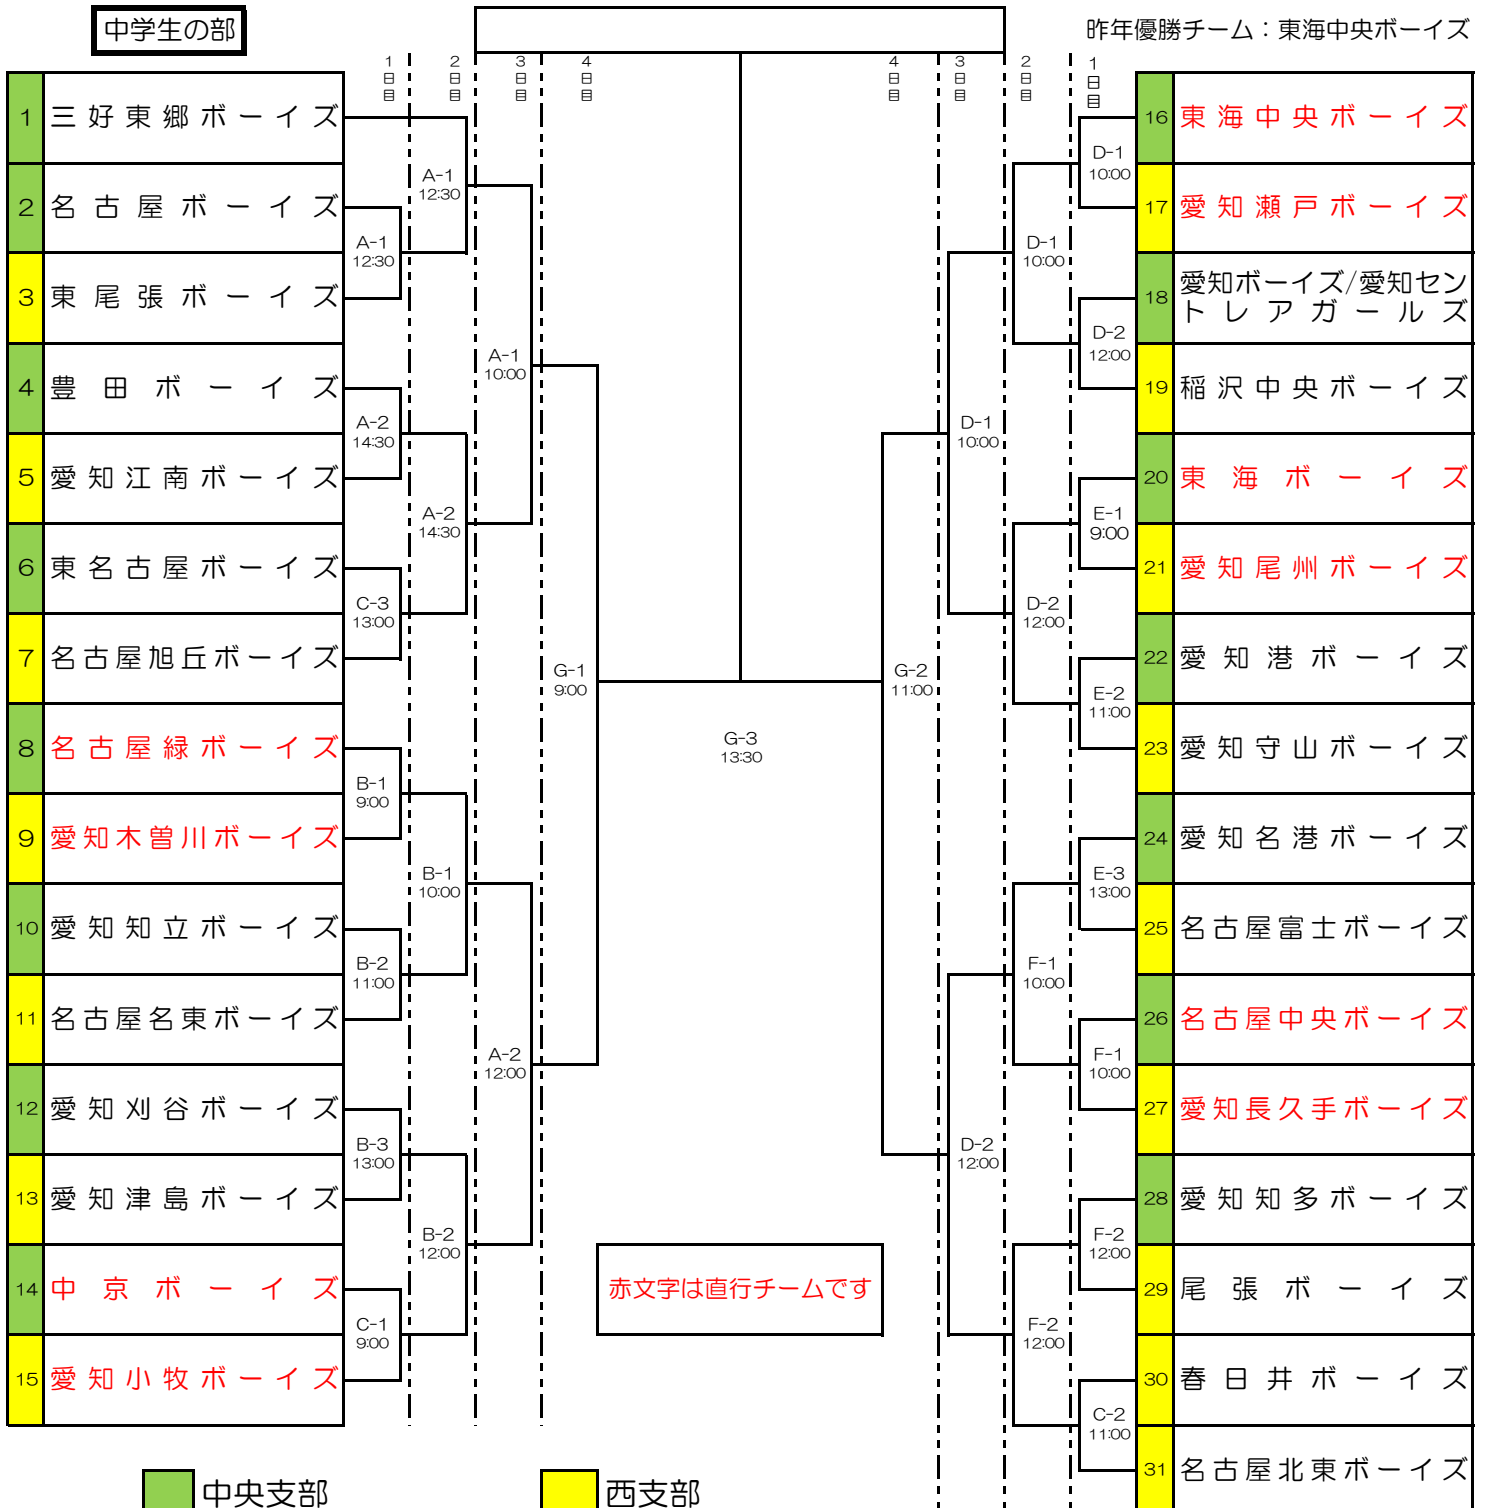 中学生の部
昨年優勝チーム：東海中央ボーイズ
1日目
2日目
3日目
4日目
4日目
3日目
2日目
1日目
1 三好東郷ボーイズ
2 名古屋ボーイズ
3 東尾張ボーイズ
4 豊田ボーイズ
5 愛知江南ボーイズ
6 東名古屋ボーイズ
7 名古屋旭丘ボーイズ
8 名古屋緑ボーイズ
9 愛知木曽川ボーイズ
10 愛知知立ボーイズ
11 名古屋名東ボーイズ
12 愛知刈谷ボーイズ
13 愛知津島ボーイズ
14 中京ボーイズ
15 愛知小牧ボーイズ
A-1
12:30
A-2
14:30
C-3
13:00
B-1
9:00
B-2
11:00
B-3
13:00
C-1
9:00
A-1
12:30
A-2
14:30
B-1
10:00
B-2
12:00
A-1
10:00
A-2
12:00
G-1
9:00
G-3
13:30
赤文字は直行チームです
G-2
11:00
D-1
10:00
D-2
12:00
D-1
10:00
D-2
12:00
F-1
10:00
F-2
12:00
D-1
10:00
D-2
12:00
E-1
9:00
E-2
11:00
E-3
13:00
F-1
10:00
F-2
12:00
C-2
11:00
16 東海中央ボーイズ
17 愛知瀬戸ボーイズ
18 愛知ボーイズ/愛知セン
トレアガールズ
19 稲沢中央ボーイズ
20 東海ボーイズ
21 愛知尾州ボーイズ
22 愛知港ボーイズ
23 愛知守山ボーイズ
24 愛知名港ボーイズ
25 名古屋富士ボーイズ
26 名古屋中央ボーイズ
27 愛知長久手ボーイズ
28 愛知知多ボーイズ
29 尾張ボーイズ
30 春日井ボーイズ
31 名古屋北東ボーイズ
中央支部
西支部